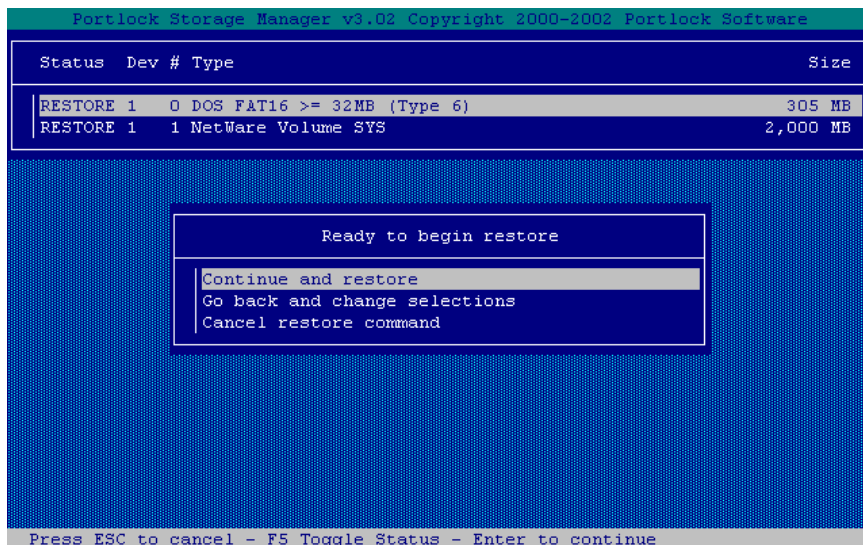 Portlock Storage Manager v3.02 Copyright 2000-2002 Portlock Software
Status Dev # Type Size
RESTORE 1 0 DOS FAT16 >= 32MB (Type 6) 305 MB
RESTORE 1 1 NetWare Volume SYS 2,000 MB
Ready to begin restore
Continue and restore
Go back and change selections
Cancel restore command
Press ESC to cancel - F5 Toggle Status - Enter to continue